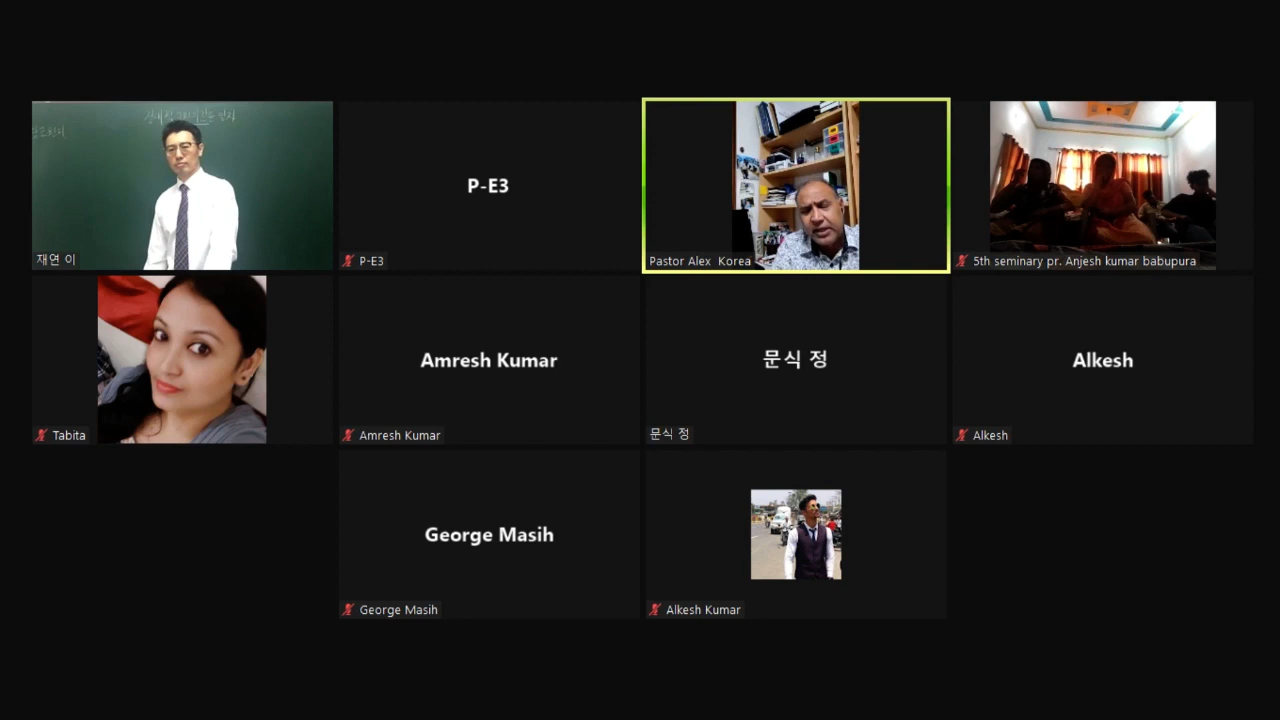 재연 이
P-E3
P-E3
Pastor Alex Korea
5th seminary pr. Anjesh kumar babupura
Tabita
Amresh Kumar
Amresh Kumar
문식 정
문식 정
Alkesh
Alkesh
George Masih
George Masih
Alkesh Kumar